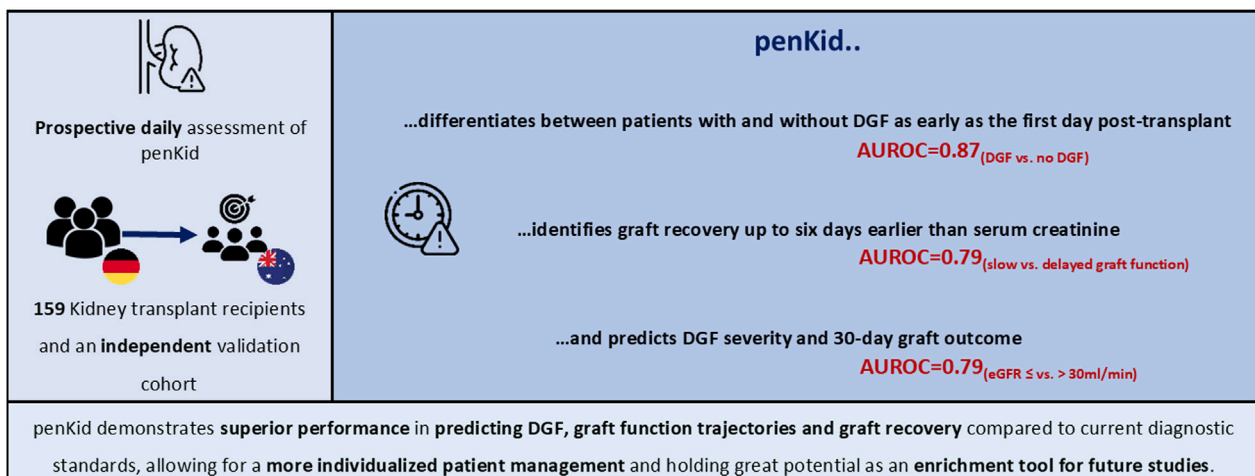 Prospective daily assessment of
penKid
159 Kidney transplant recipients
and an independent validation
cohort
penKid..
...differentiates between patients with and without DGF as early as the first day post-transplant
AUROC=0.87(DGF vs. no DGF)
...identifies graft recovery up to six days earlier than serum creatinine
AUROC=0.79(slow vs. delayed graft function)
...and predicts DGF severity and 30-day graft outcome
AUROC=0.79(eGFR ≤ vs. > 30ml/min)
penKid demonstrates superior performance in predicting DGF, graft function trajectories and graft recovery compared to current diagnostic
standards, allowing for a more individualized patient management and holding great potential as an enrichment tool for future studies.